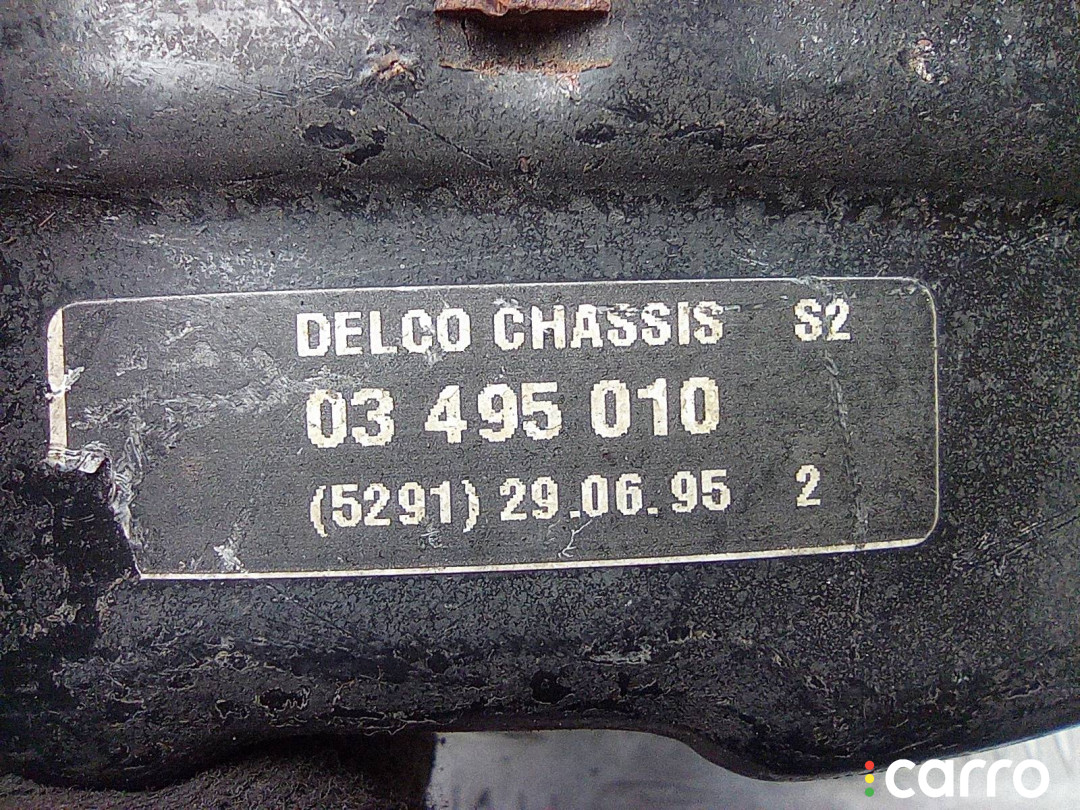 DELCO CHASSIS S2
03 495 010
(5291) 29.06.95 2
carro